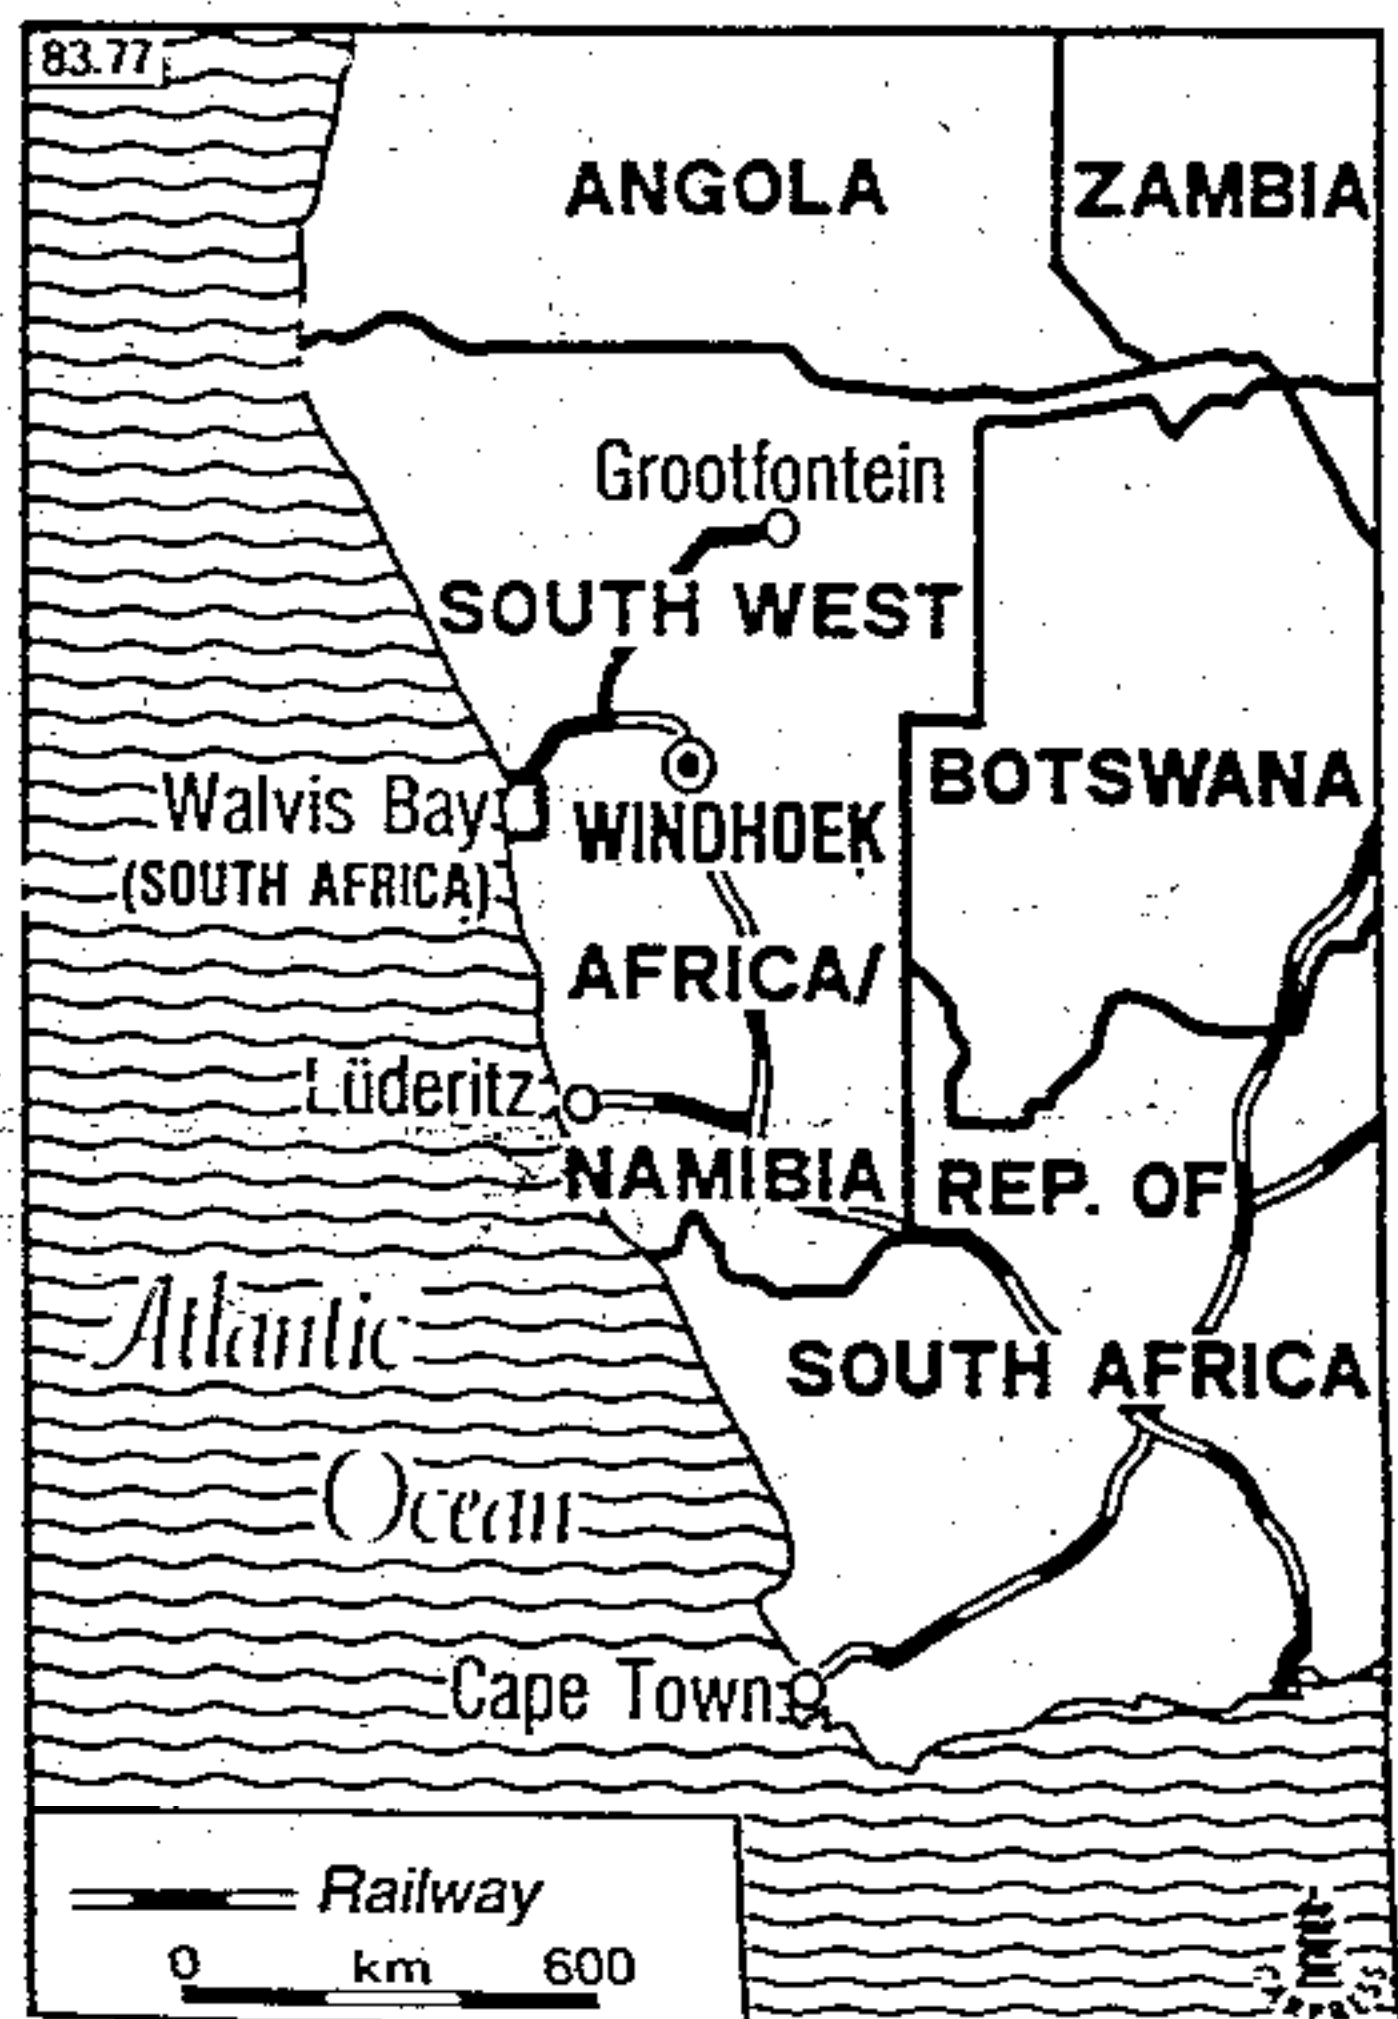 83.77
ANGOLA
ZAMBIA
Grootfontein
SOUTH WEST
BOTSWANA
Walvis Bay
WINDHOEK
(SOUTH AFRICA)
AFRICA/
Lüderitz
NAMIBIA
REP. OF
Atlantic
SOUTH AFRICA
Ocean
Cape Town
Railway
0 km 600